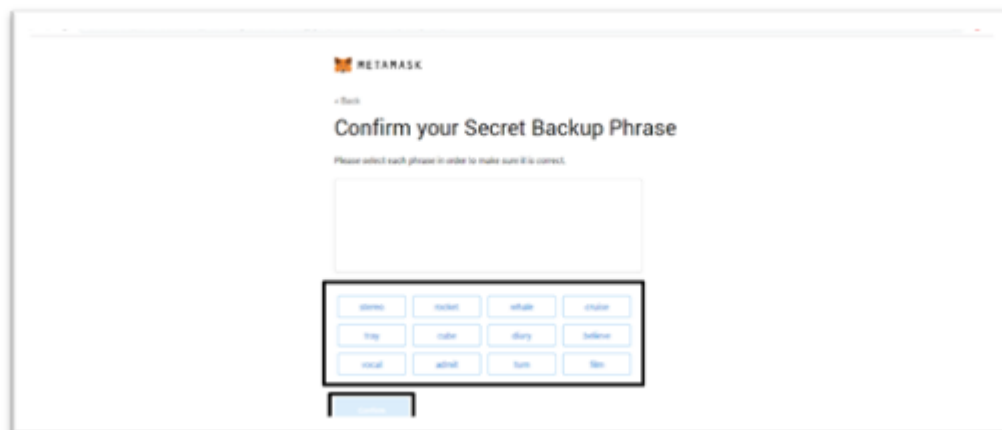 METAMASK
< Back
Confirm your Secret Backup Phrase
Please select each phrase in order to make sure it is correct.
stereo rocket whale cruise
tray cube diary believe
vocal admit turn film